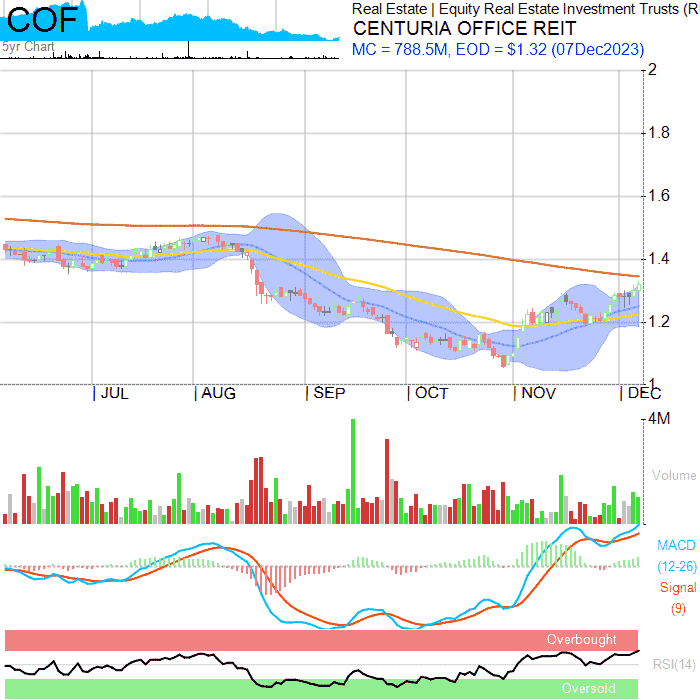 COF
5yr Chart
Real Estate | Equity Real Estate Investment Trusts (R
CENTURIA OFFICE REIT
MC = 788.5M, EOD = $1.32 (07Dec2023)
2
1.8
1.6
1.4
1.2
1
JUL AUG SEP OCT NOV DEC
4M
Volume
MACD
(12-26)
Signal
(9)
Overbought
RSI(14)
Oversold